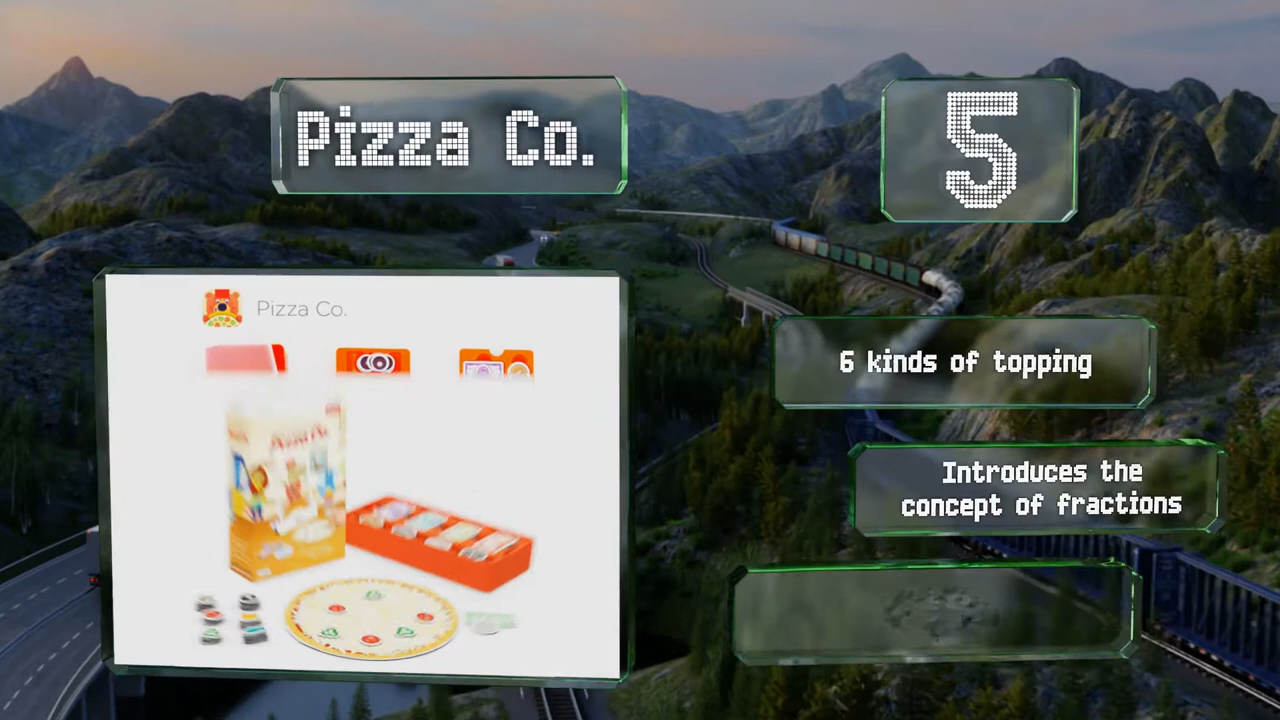 Pizza Co.
5
Pizza Co.
6 kinds of topping
Introduces the
concept of fractions